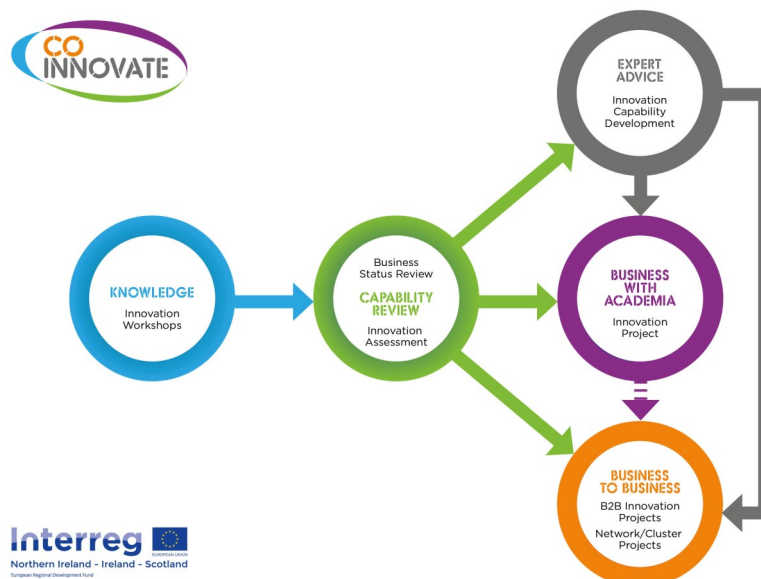 CO
INNOVATE
EXPERT
ADVICE
Innovation
Capability
Development
KNOWLEDGE
Innovation
Workshops
Business
Status Review
CAPABILITY
REVIEW
Innovation
Assessment
BUSINESS
WITH
ACADEMIA
Innovation
Project
BUSINESS
TO BUSINESS
B2B Innovation
Projects
Network/Cluster
Projects
Interreg
EUROPEAN UNION
Northern Ireland - Ireland - Scotland
European Regional Development Fund